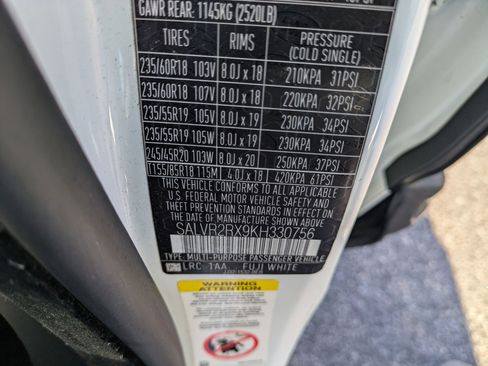 GAWR REAR: 1145KG (2520LB)
TIRES RIMS PRESSURE
(COLD SINGLE)
235/60R18 103V 8.0J x 18 210KPA 31PSI
235/60R18 107V 8.0J x 18 220KPA 32PSI
235/55R19 105V 8.0J x 19 230KPA 34PSI
235/55R19 105W 8.0J x 19 230KPA 34PSI
245/45R20 103W 8.0J x 20 250KPA 37PSI
T155/85R18 115M 4.0J x 18 420KPA 61PSI
THIS VEHICLE CONFORMS TO ALL APPLICABLE
U.S. FEDERAL MOTOR VEHICLE
THEFT PREVENTION STANDARDS IN EFFECT ON
THE DATE OF MANUFACTURE SHOWN ABOVE
SALVR2RX9KH330756
TYPE: MULTI-PURPOSE PASSENGER VEHICLE
LRC: 1AA FUJI WHITE
WARNING